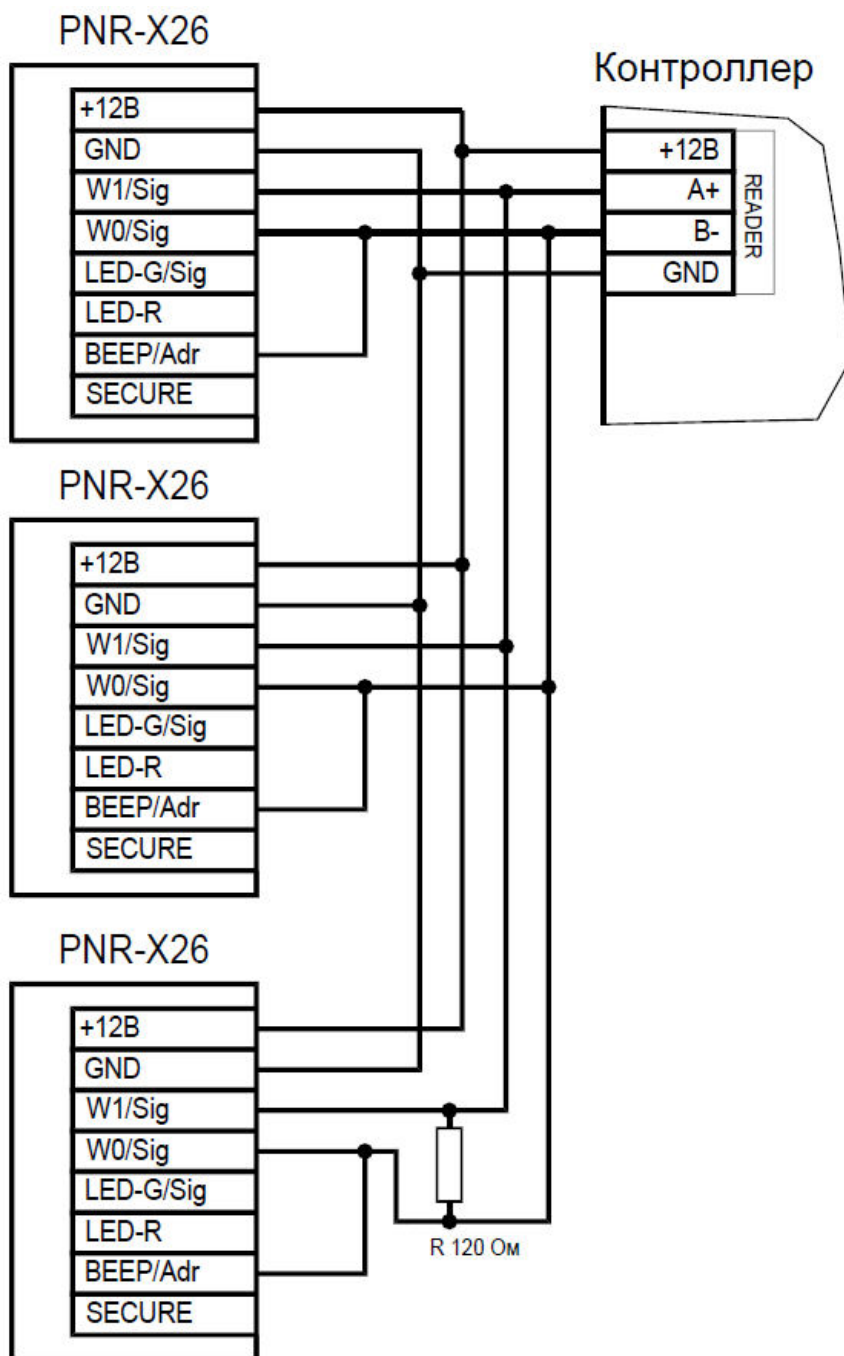 PNR-X26
+12В
GND
W1/Sig
W0/Sig
LED-G/Sig
LED-R
BEEP/Adr
SECURE
Контроллер
+12В
A+
B-
GND
READER
PNR-X26
+12В
GND
W1/Sig
W0/Sig
LED-G/Sig
LED-R
BEEP/Adr
SECURE
PNR-X26
+12В
GND
W1/Sig
W0/Sig
LED-G/Sig
LED-R
BEEP/Adr
SECURE
R 120 Ом